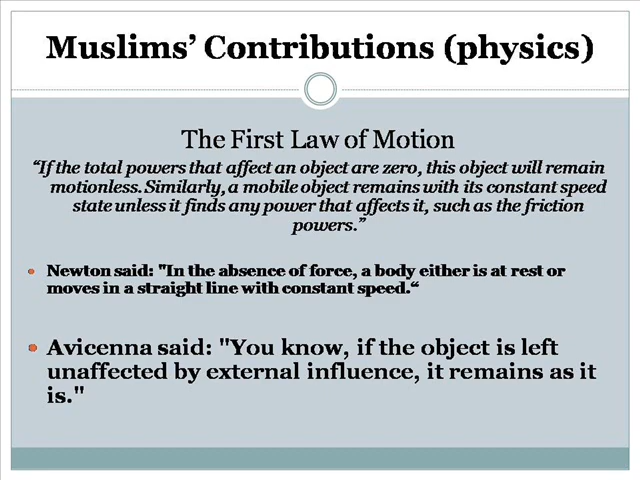 Muslims’ Contributions (physics)
The First Law of Motion
“If the total powers that affect an object are zero, this object will remain
motionless. Similarly, a mobile object remains with its constant speed
state unless it finds any power that affects it, such as the friction
powers.”
• Newton said: "In the absence of force, a body either is at rest or
moves in a straight line with constant speed.“
• Avicenna said: "You know, if the object is left
unaffected by external influence, it remains as it
is."